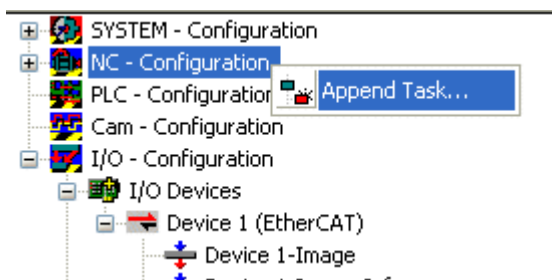 SYSTEM - Configuration
NC - Configuration
Append Task...
PLC - Configuration
Cam - Configuration
I/O - Configuration
I/O Devices
Device 1 (EtherCAT)
Device 1-Image